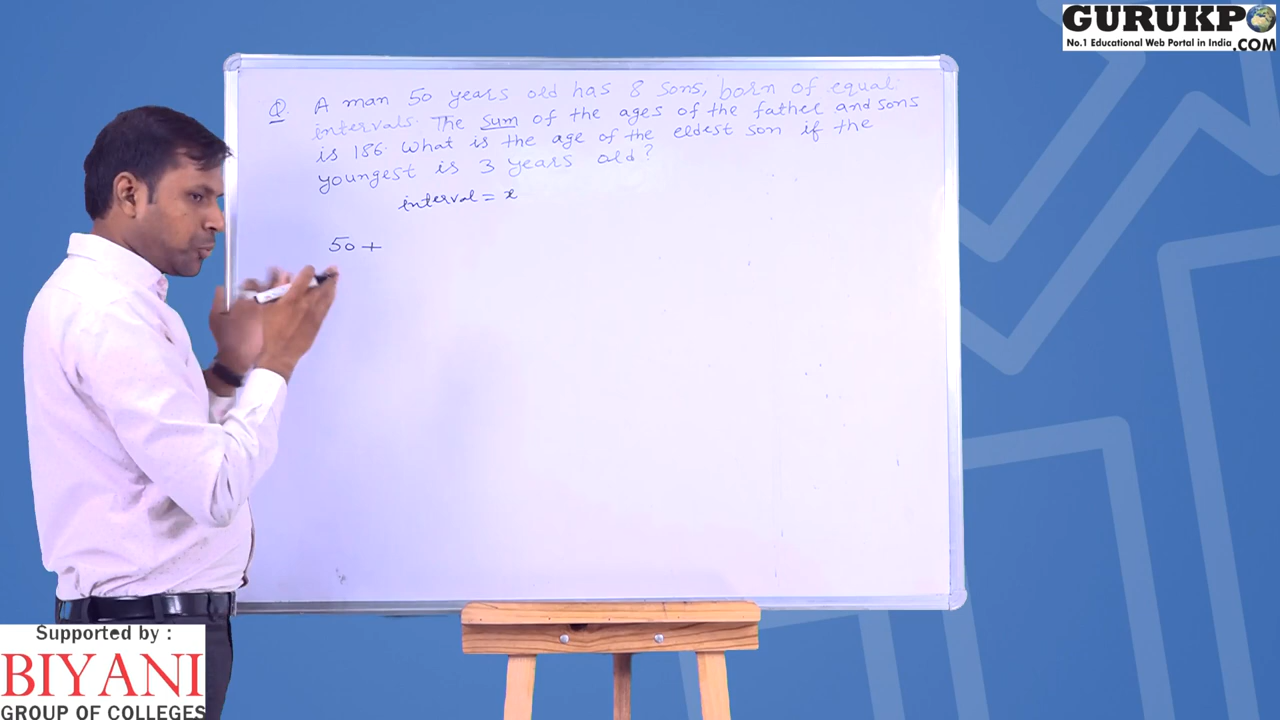 GURUKPO
No.1 Educational Web Portal in India .COM
Q. A man 50 years old has 8 sons, born of equal
intervals. The sum of the ages of the father and sons
is 186. What is the age of the eldest son if the
youngest is 3 years old?
interval = x
50 +
Supported by :
BIYANI
GROUP OF COLLEGES